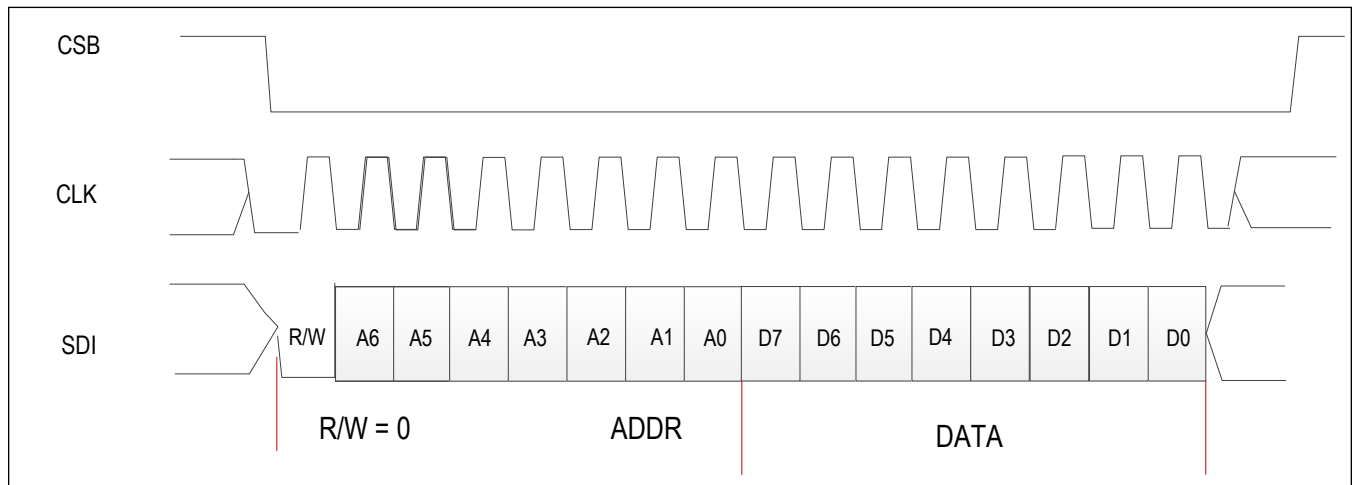 CSB
CLK
SDI
R/W A6 A5 A4 A3 A2 A1 A0 D7 D6 D5 D4 D3 D2 D1 D0
R/W = 0 ADDR DATA